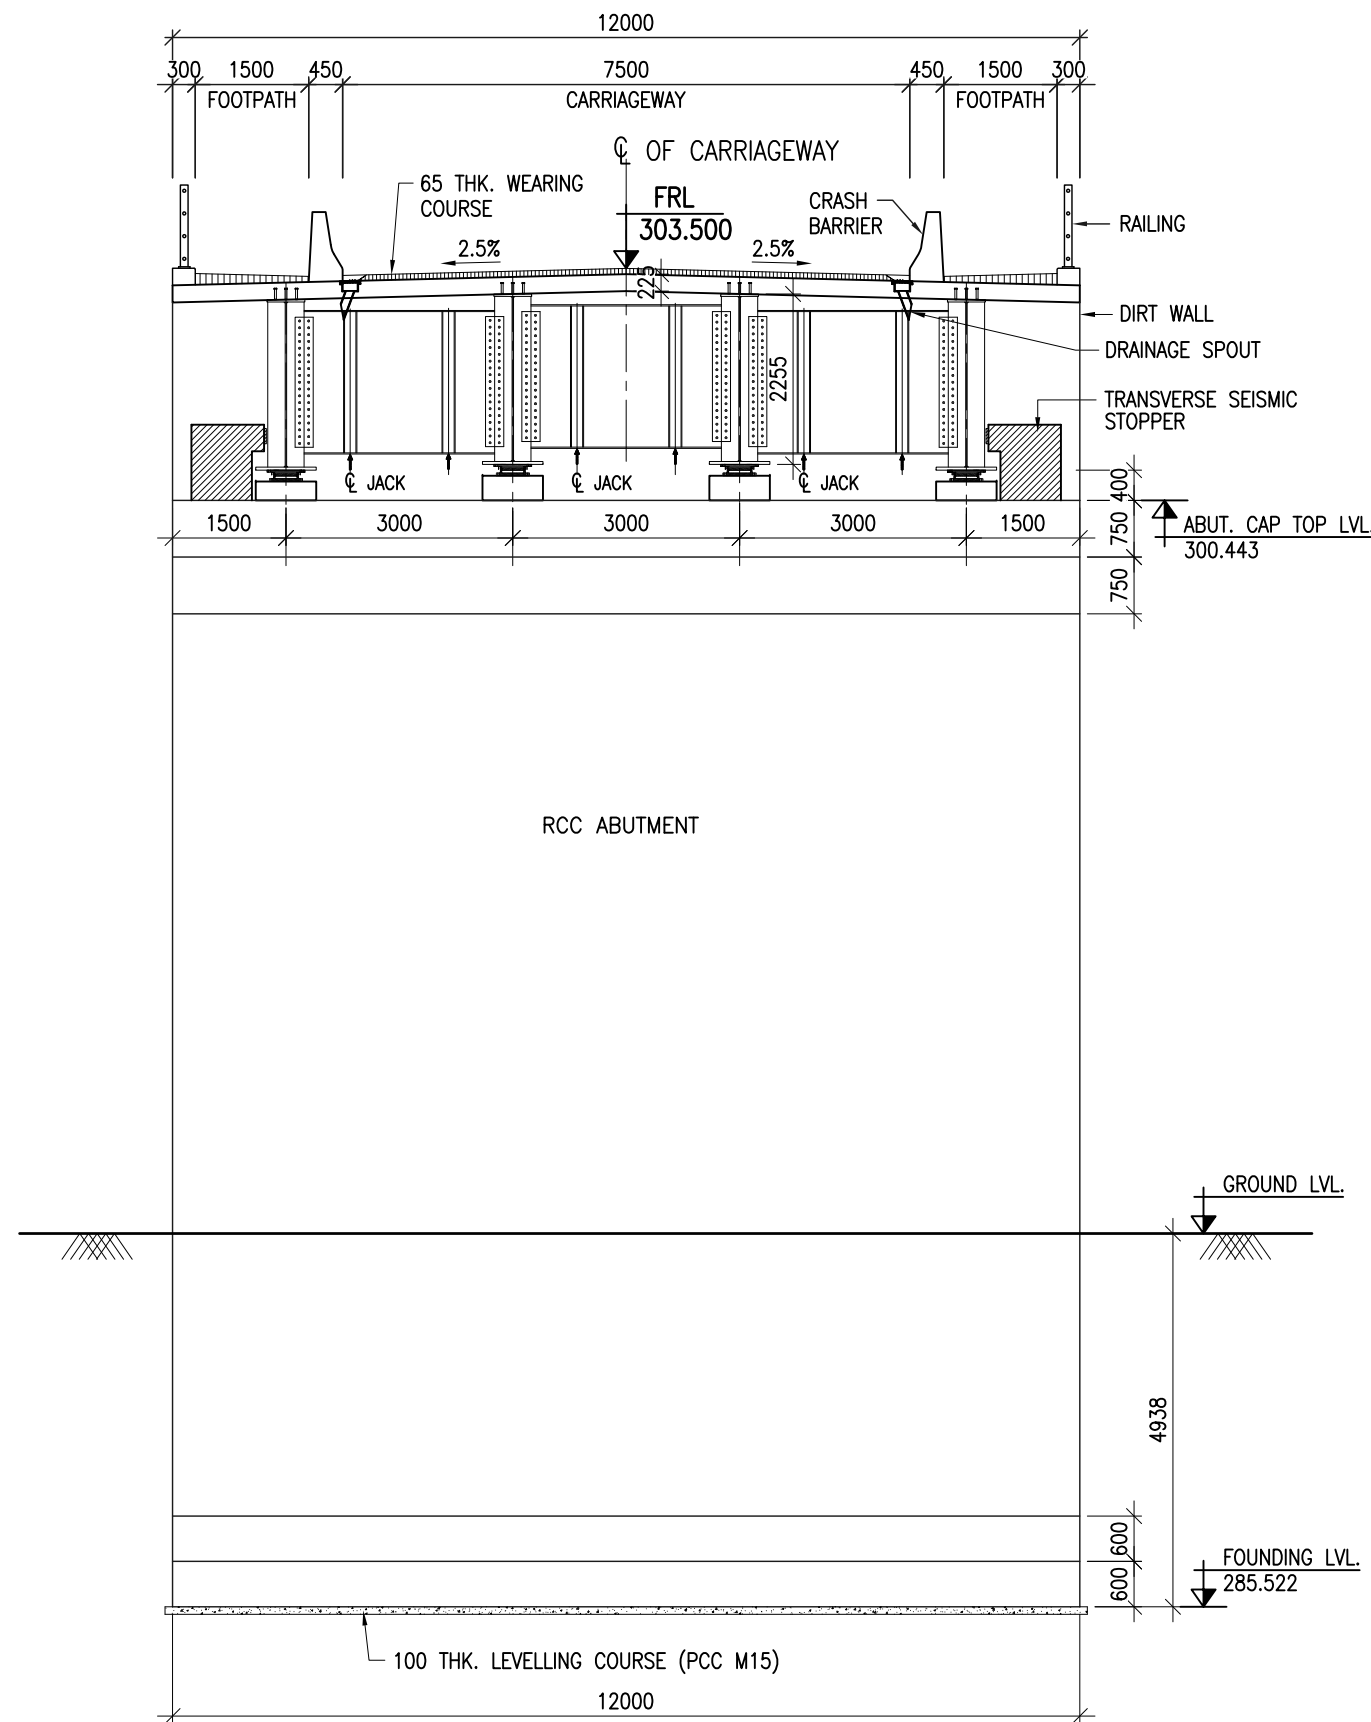 12000
300 1500 450 7500 450 1500 300
FOOTPATH CARRIAGEWAY FOOTPATH
℄ OF CARRIAGEWAY
65 THK. WEARING
COURSE
FRL
303.500
CRASH
BARRIER
RAILING
2.5% 2.5%
225
DIRT WALL
DRAINAGE SPOUT
2255
TRANSVERSE SEISMIC
STOPPER
℄ JACK ℄ JACK ℄ JACK
400
1500 3000 3000 3000 1500
750
ABUT. CAP TOP LVL.
300.443
750
RCC ABUTMENT
GROUND LVL.
4938
600
FOUNDING LVL.
285.522
600
100 THK. LEVELLING COURSE (PCC M15)
12000